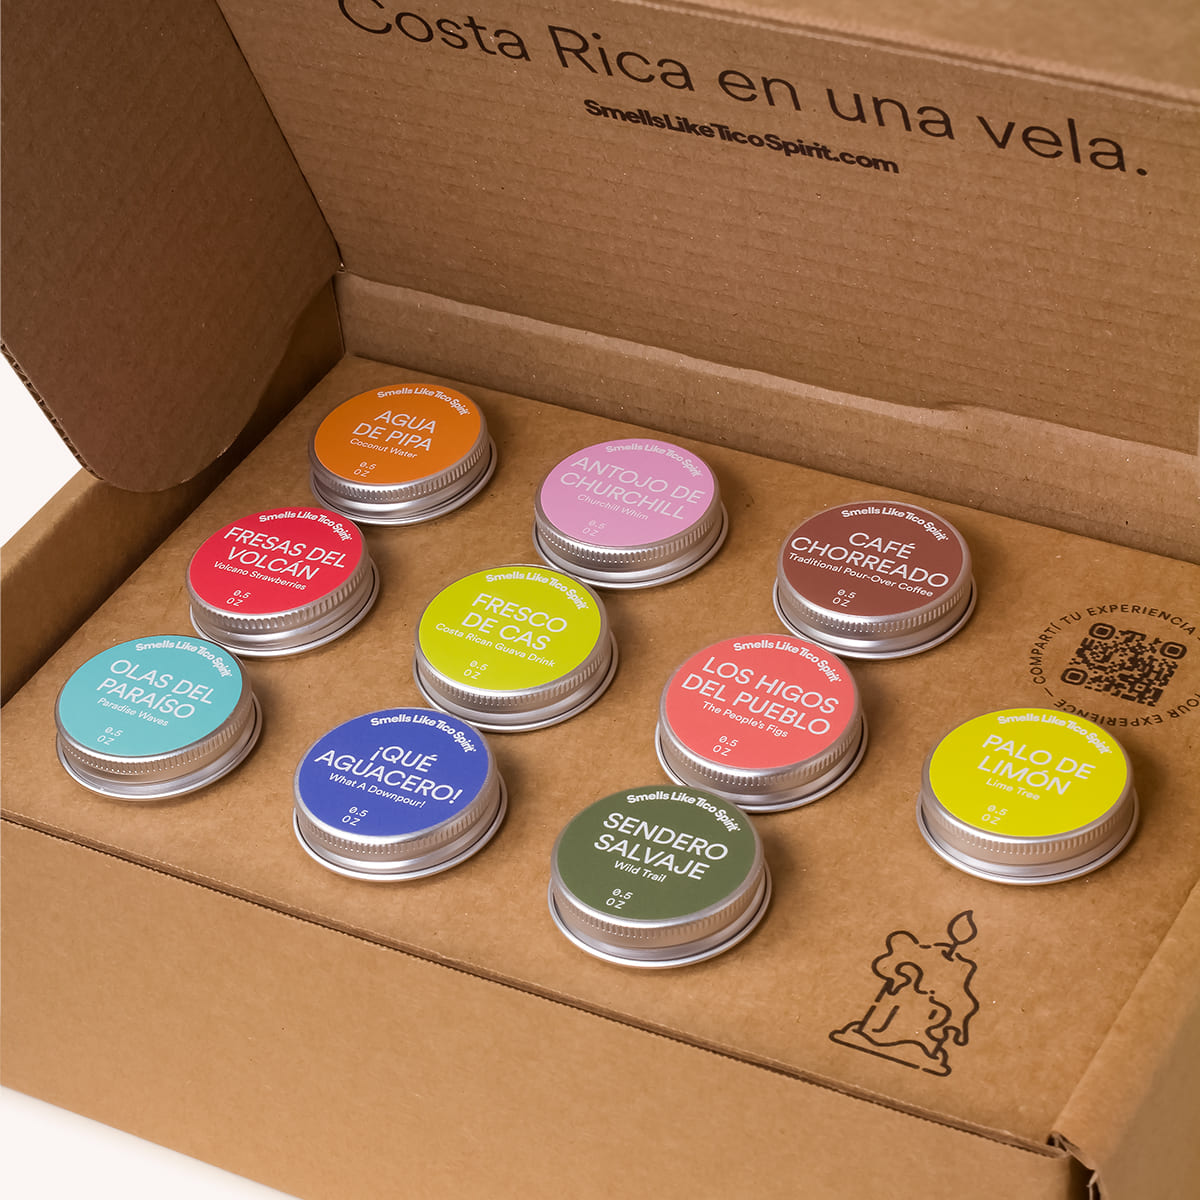 Costa Rica en una vela.
SmellsLikeTicoSpirit.com
Smells Like Tico Spirit
AGUA
DE PIPA
Coconut Water
0.5
OZ
Smells Like Tico Spirit
ANTOJO DE
CHURCHILL
Churchill Whim
0.5
OZ
Smells Like Tico Spirit
CAFÉ
CHORREADO
Traditional Pour-Over Coffee
0.5
OZ
Smells Like Tico Spirit
FRESAS DEL
VOLCÁN
Volcano Strawberries
0.5
OZ
Smells Like Tico Spirit
FRESCO
DE CAS
Costa Rican Guava Drink
0.5
OZ
Smells Like Tico Spirit
LOS HIGOS
DEL PUEBLO
The People's Figs
0.5
OZ
COMPARTÍ TU EXPERIENCIA
OUR EXPERIENCE
Smells Like Tico Spirit
OLAS DEL
PARAÍSO
Paradise Waves
0.5
OZ
Smells Like Tico Spirit
¡QUÉ
AGUACERO!
What A Downpour!
0.5
OZ
Smells Like Tico Spirit
SENDERO
SALVAJE
Wild Trail
0.5
OZ
Smells Like Tico Spirit
PALO DE
LIMÓN
Lime Tree
0.5
OZ